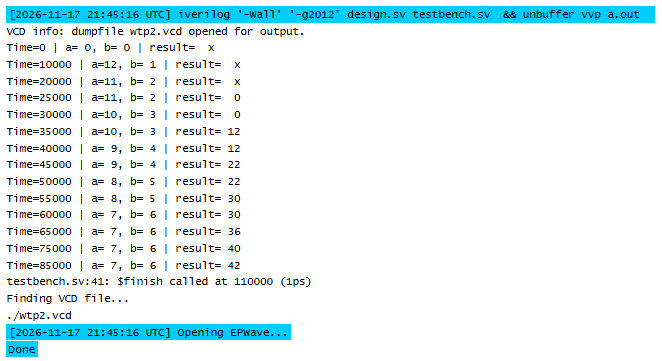 [2026-11-17 21:45:16 UTC] iverilog '-Wall' '-g2012' design.sv testbench.sv  && unbuffer vvp a.out
VCD info: dumpfile wtp2.vcd opened for output.
Time=0 | a= 0, b= 0 | result=  x
Time=10000 | a=12, b= 1 | result=  x
Time=20000 | a=11, b= 2 | result=  x
Time=25000 | a=11, b= 2 | result=  0
Time=30000 | a=10, b= 3 | result=  0
Time=35000 | a=10, b= 3 | result= 12
Time=40000 | a= 9, b= 4 | result= 12
Time=45000 | a= 9, b= 4 | result= 22
Time=50000 | a= 8, b= 5 | result= 22
Time=55000 | a= 8, b= 5 | result= 30
Time=60000 | a= 7, b= 6 | result= 30
Time=65000 | a= 7, b= 6 | result= 36
Time=75000 | a= 7, b= 6 | result= 40
Time=85000 | a= 7, b= 6 | result= 42
testbench.sv:41: $finish called at 110000 (1ps)
Finding VCD file...
./wtp2.vcd
[2026-11-17 21:45:16 UTC] Opening EPWave...
Done